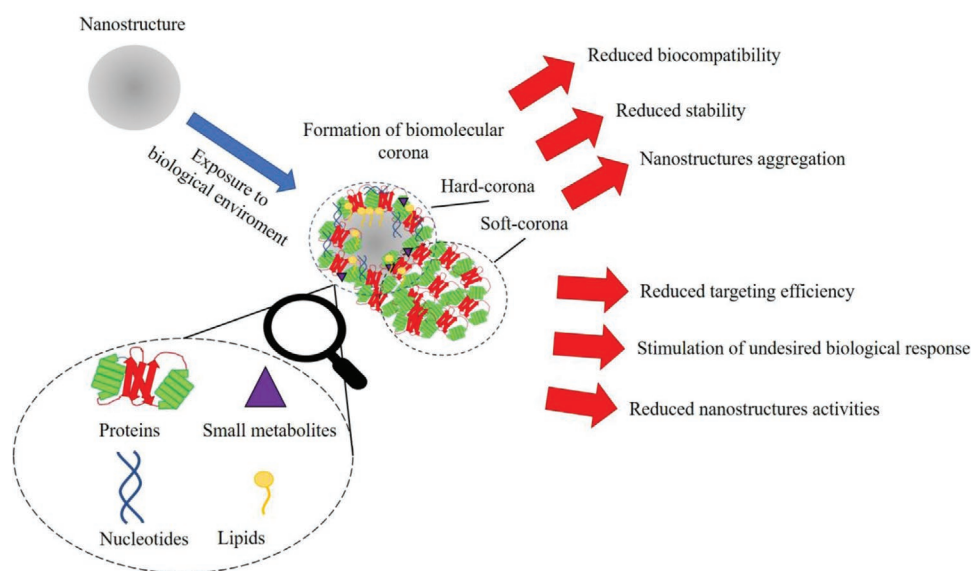 Nanostructure
Exposure to
biological enviroment
Formation of biomolecular
corona
Hard-corona
Soft-corona
Reduced biocompatibility
Reduced stability
Nanostructures aggregation
Reduced targeting efficiency
Stimulation of undesired biological response
Reduced nanostructures activities
Proteins
Small metabolites
Nucleotides
Lipids